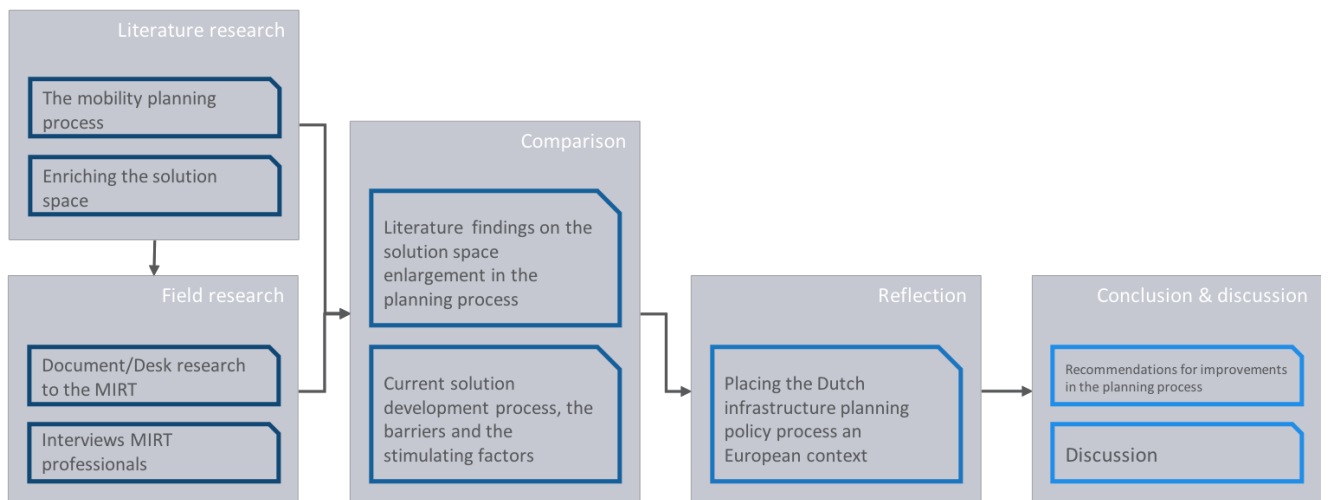 Literature research
The mobility planning
process
Enriching the solution
space
Field research
Document/Desk research
to the MIRT
Interviews MIRT
professionals
Comparison
Literature findings on the
solution space
enlargement in the
planning process
Current solution
development process, the
barriers and the
stimulating factors
Reflection
Placing the Dutch
infrastructure planning
policy process an
European context
Conclusion & discussion
Recommendations for improvements
in the planning process
Discussion